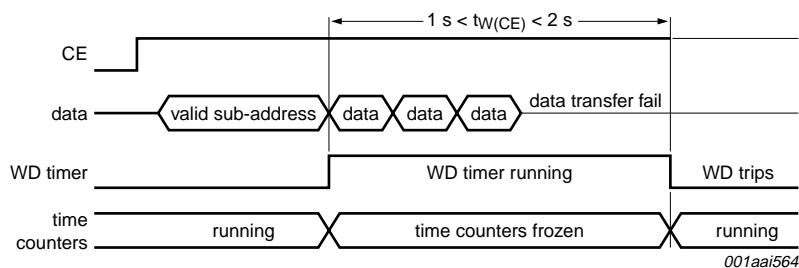 1 s < tW(CE) < 2 s
CE
data
valid sub-address
data
data
data
data transfer fail
WD timer
WD timer running
WD trips
time
counters
running
time counters frozen
running
001aai564